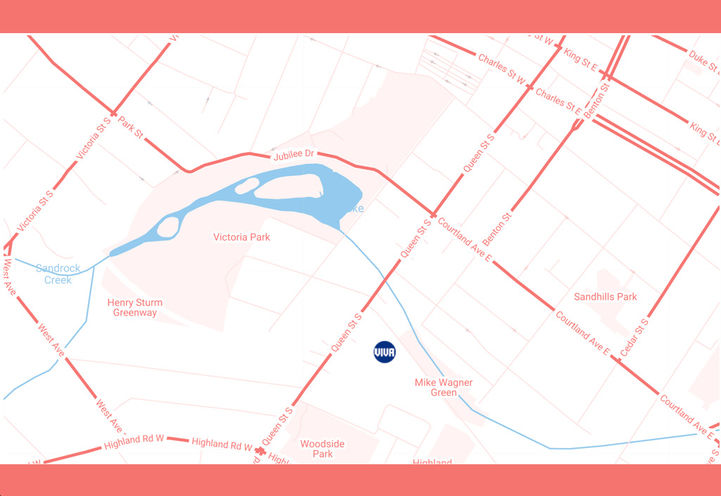 King St W
King St E
Duke St
Charles St W
Charles St E
Benton St
King St E
Park St
Victoria St S
Jubilee Dr
Queen St S
Victoria St S
Victoria Park
Queen St S
Courtland Ave E
Benton St
West Ave
Sandrock
Creek
Henry Sturm
Greenway
Sandhills Park
West Ave
Queen St S
Courtland Ave E
Cedar St S
VIVA
Mike Wagner
Green
West Ave
Courtland Ave E
Queen St S
Highland Rd W
Highland Rd W
Woodside
Park
Highland